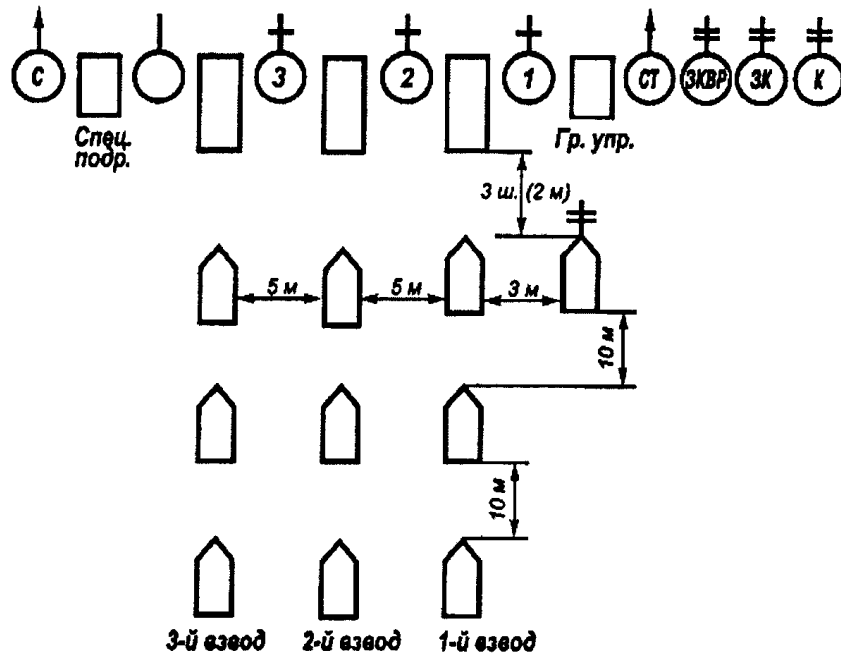 С 3 2 1 СТ ЗКВР ЗК К
Спец.
подр.
Гр. упр.
3 ш. (2 м)
5 м 5 м 3 м
10 м
10 м
3-й взвод 2-й взвод 1-й взвод